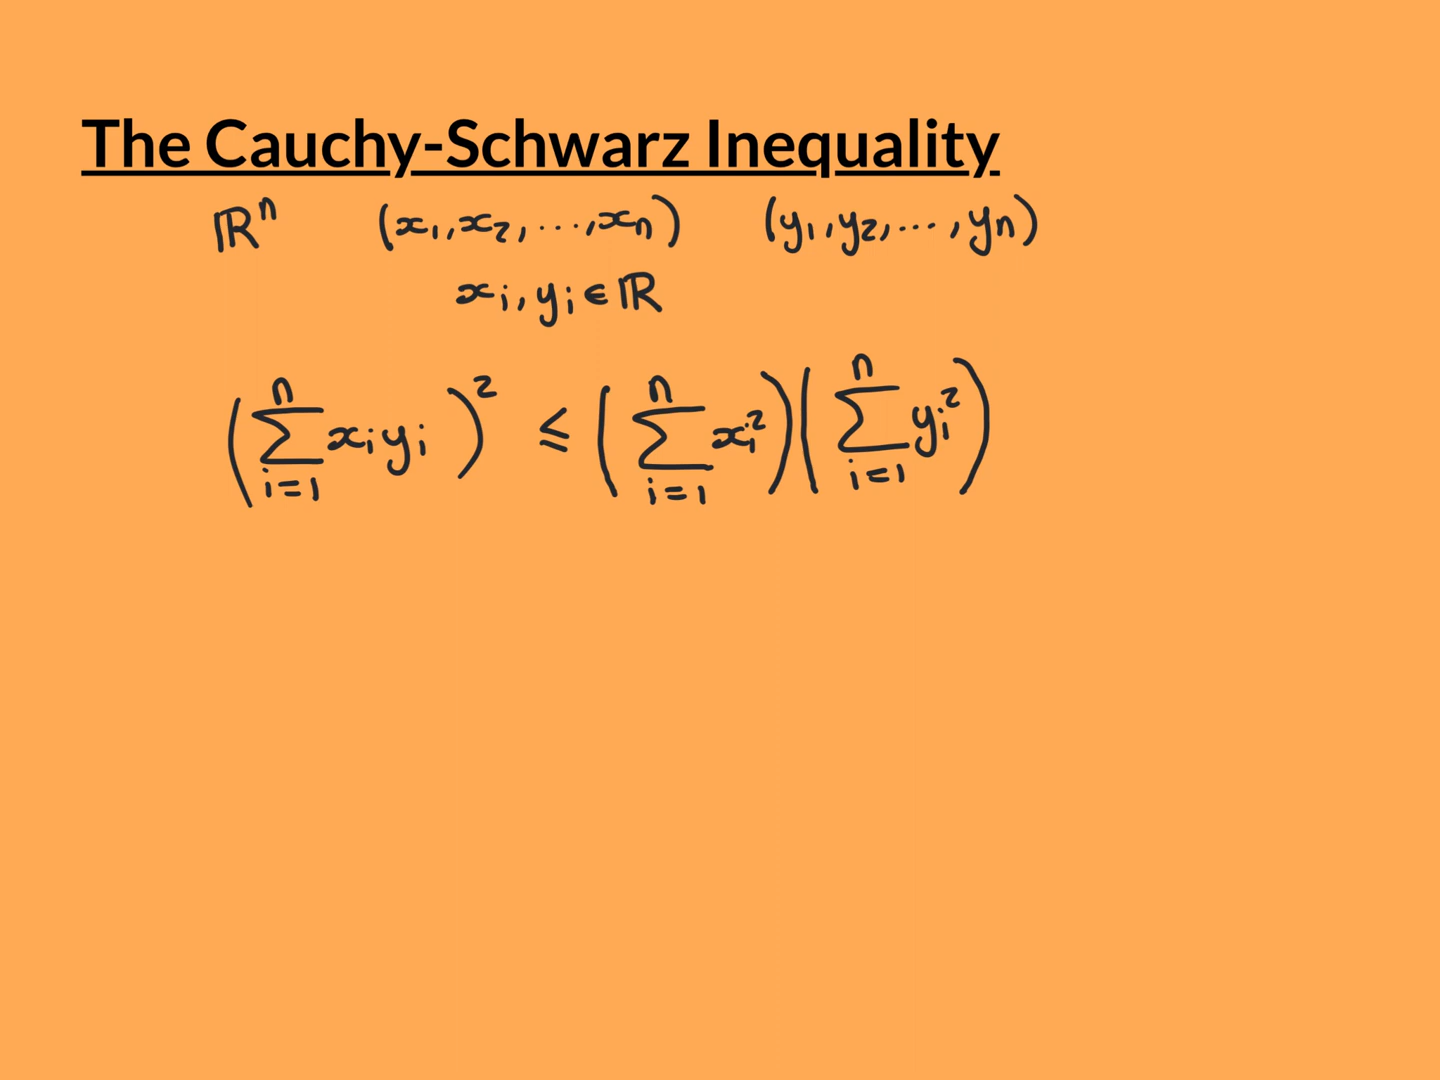 The Cauchy-Schwarz Inequality
ℝⁿ (x₁,x₂,...,xₙ) (y₁,y₂,...,yₙ)
xᵢ,yᵢ∈ℝ
(∑ᵢ₌₁ⁿ xᵢyᵢ)² ≤ (∑ᵢ₌₁ⁿ xᵢ²)(∑ᵢ₌₁ⁿ yᵢ²)